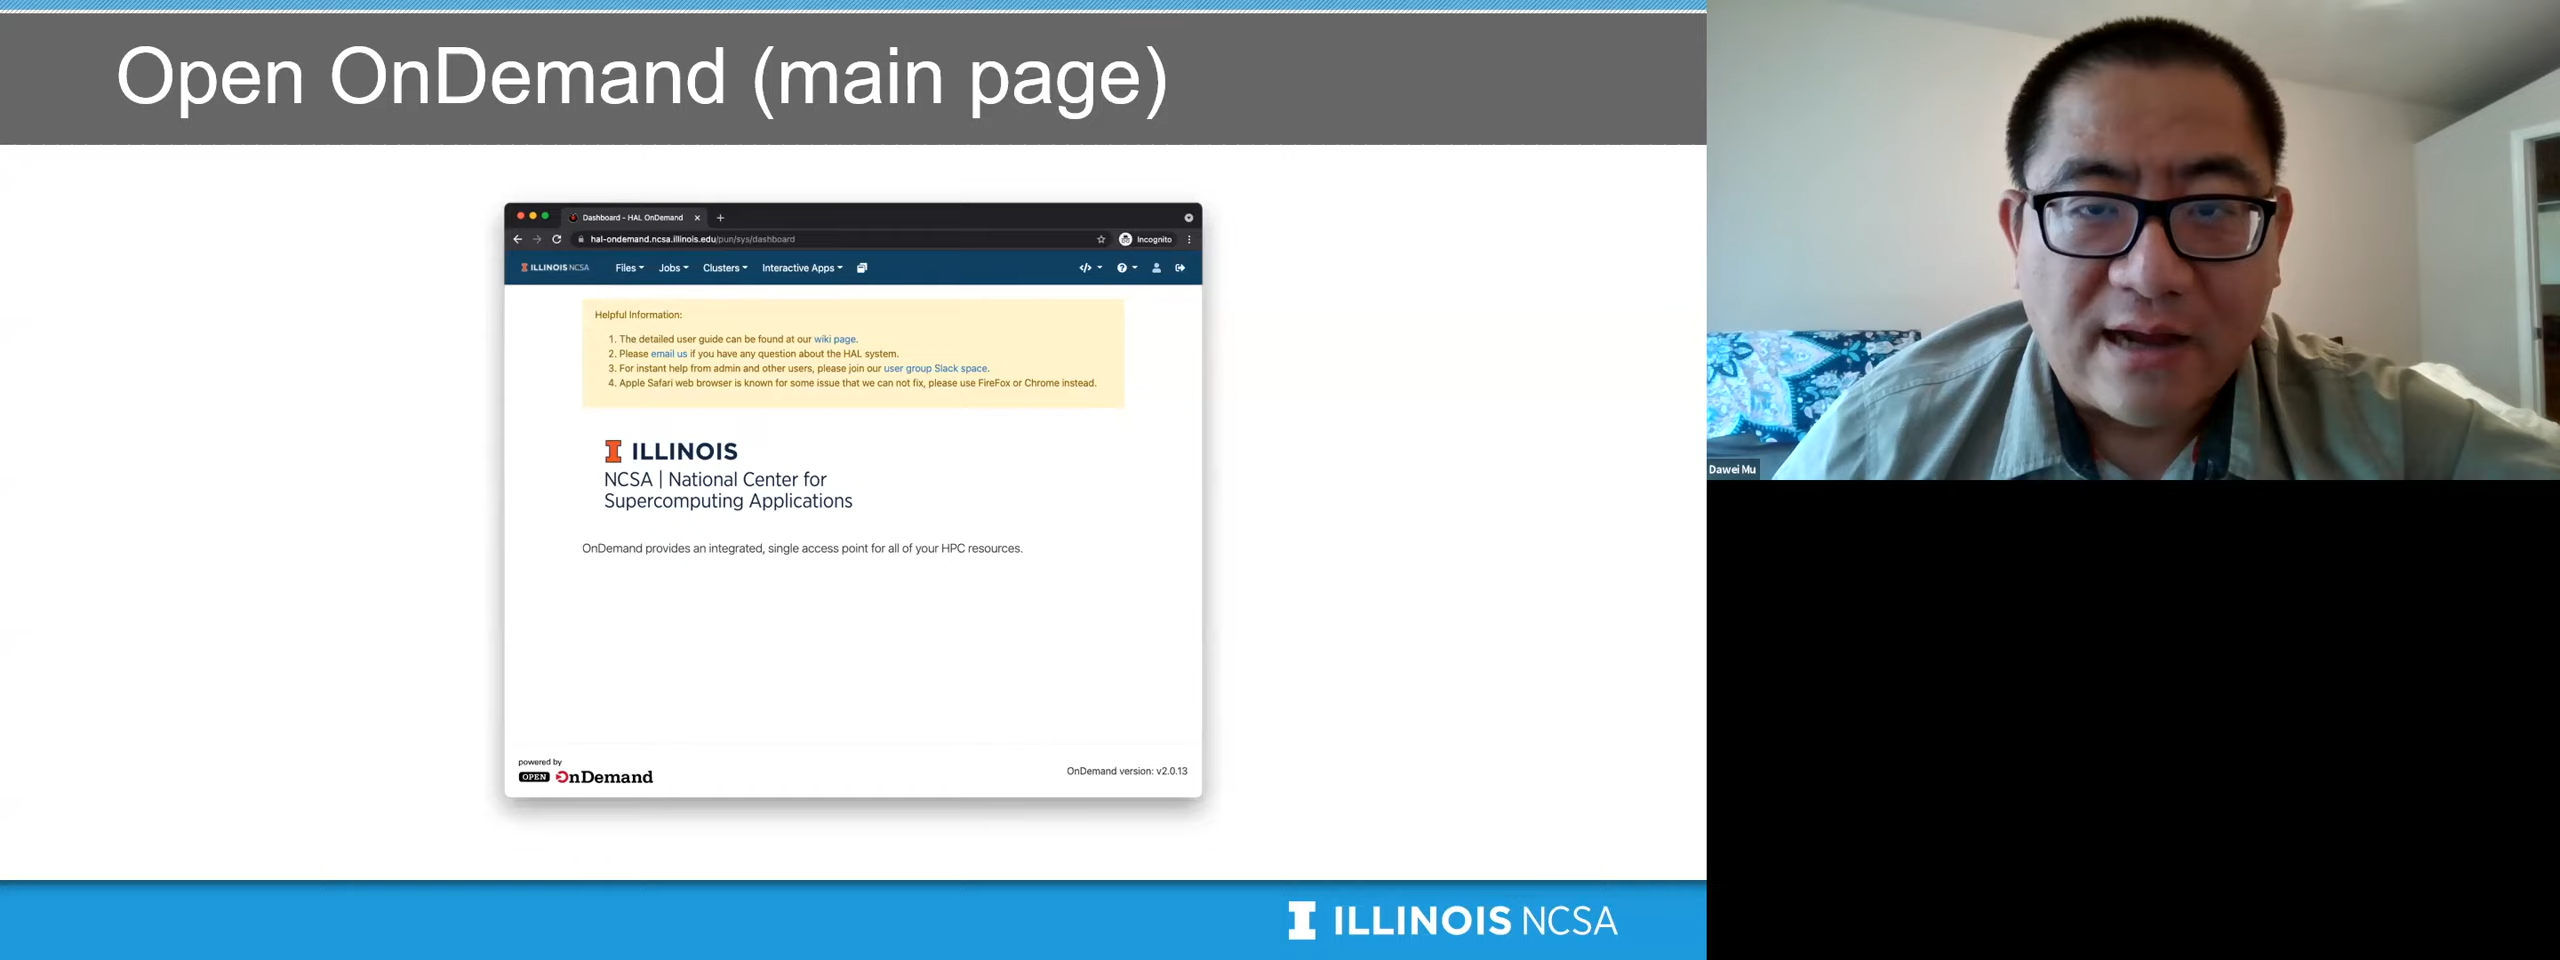 Open OnDemand (main page)
Dashboard - HAL OnDemand
hal-ondemand.ncsa.illinois.edu/pun/sys/dashboard
Incognito
ILLINOIS NCSA
Files
Jobs
Clusters
Interactive Apps
Helpful Information:
1. The detailed user guide can be found at our wiki page.
2. Please email us if you have any question about the HAL system.
3. For instant help from admin and other users, please join our user group Slack space.
4. Apple Safari web browser is known for some issue that we can not fix, please use FireFox or Chrome instead.
ILLINOIS
NCSA | National Center for
Supercomputing Applications
OnDemand provides an integrated, single access point for all of your HPC resources.
powered by
OPEN OnDemand
OnDemand version: v2.0.13
ILLINOIS NCSA
Dawei Mu